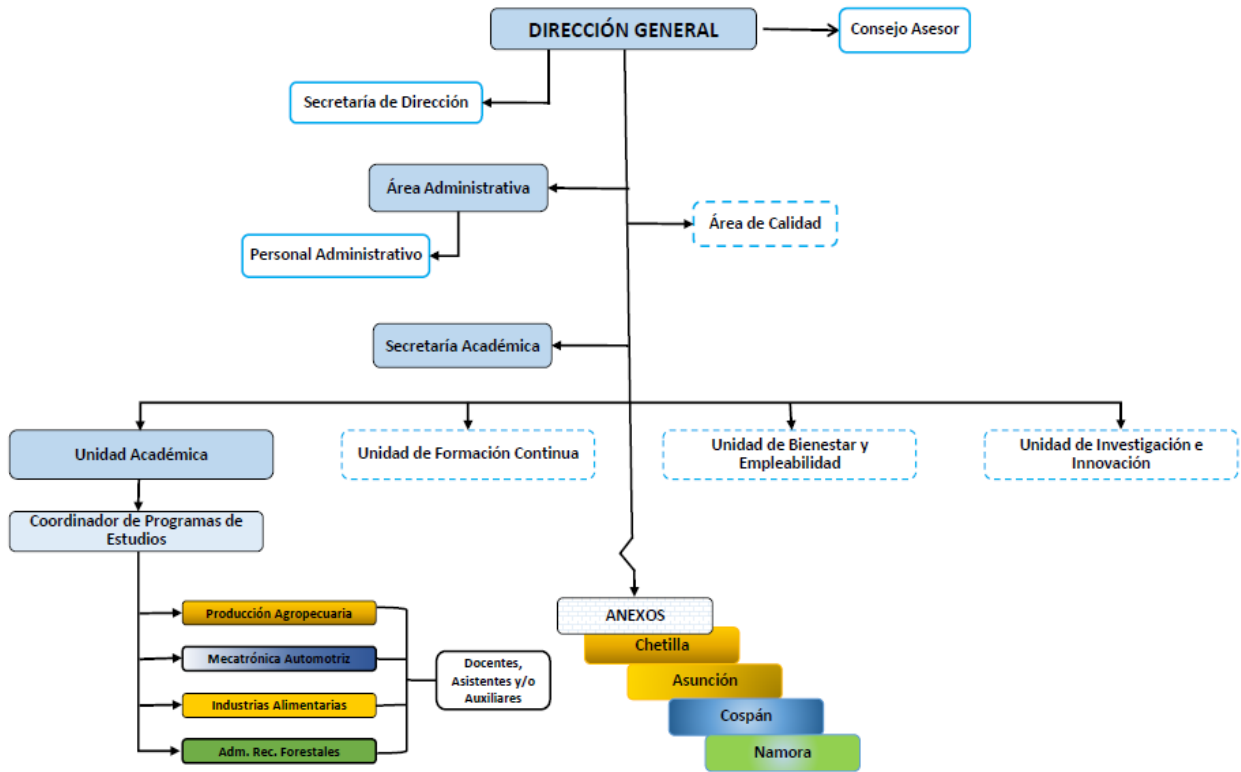 DIRECCIÓN GENERAL
Consejo Asesor
Secretaría de Dirección
Área Administrativa
Área de Calidad
Personal Administrativo
Secretaría Académica
Unidad Académica
Unidad de Formación Continua
Unidad de Bienestar y
Empleabilidad
Unidad de Investigación e
Innovación
Coordinador de Programas de
Estudios
Producción Agropecuaria
Mecatrónica Automotriz
Industrias Alimentarias
Adm. Rec. Forestales
Docentes,
Asistentes y/o
Auxiliares
ANEXOS
Chetilla
Asunción
Cospán
Namora